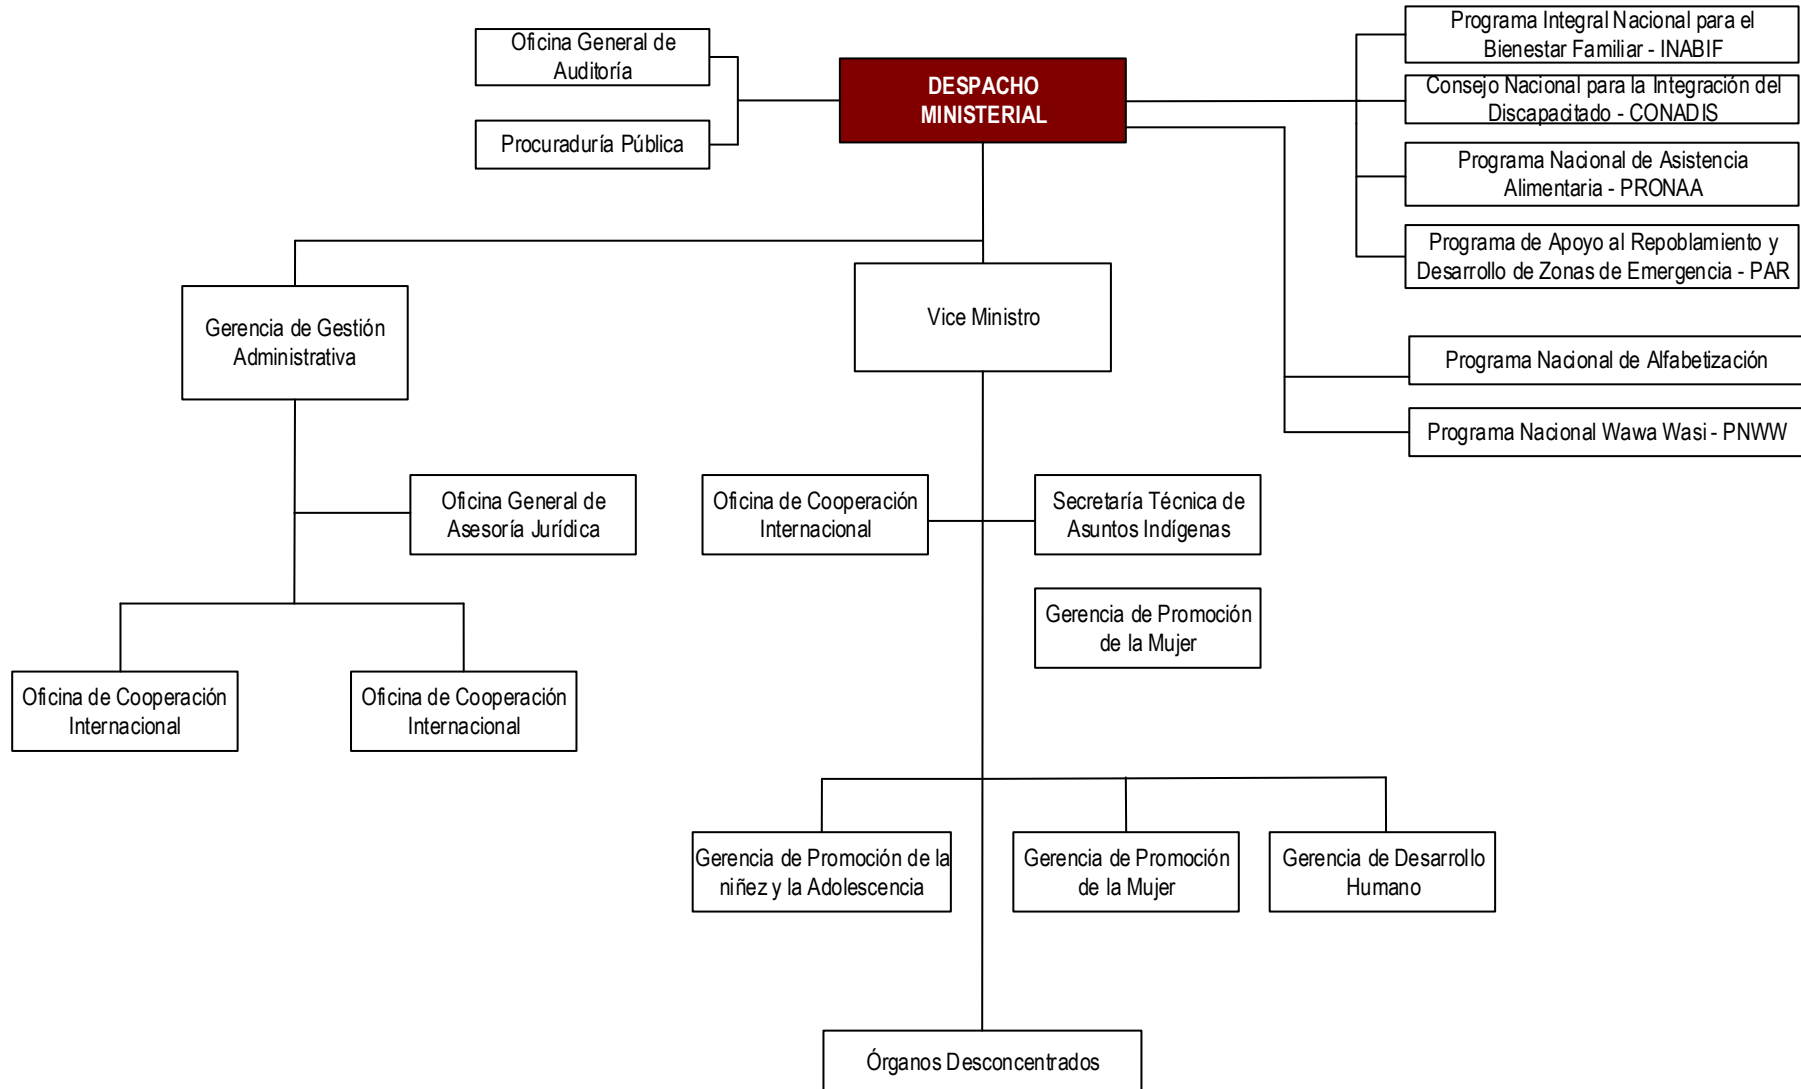 Oficina General de
Auditoría
Procuraduría Pública
DESPACHO
MINISTERIAL
Programa Integral Nacional para el
Bienestar Familiar - INABIF
Consejo Nacional para la Integración del
Discapacitado - CONADIS
Programa Nacional de Asistencia
Alimentaria - PRONAA
Programa de Apoyo al Repoblamiento y
Desarrollo de Zonas de Emergencia - PAR
Programa Nacional de Alfabetización
Programa Nacional Wawa Wasi - PNWW
Gerencia de Gestión
Administrativa
Vice Ministro
Oficina General de
Asesoría Jurídica
Oficina de Cooperación
Internacional
Secretaría Técnica de
Asuntos Indígenas
Gerencia de Promoción
de la Mujer
Oficina de Cooperación
Internacional
Oficina de Cooperación
Internacional
Gerencia de Promoción de la
niñez y la Adolescencia
Gerencia de Promoción
de la Mujer
Gerencia de Desarrollo
Humano
Órganos Desconcentrados